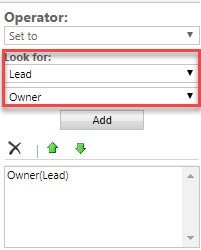 Operator:
Set to
Look for:
Lead
Owner
Add
Owner(Lead)